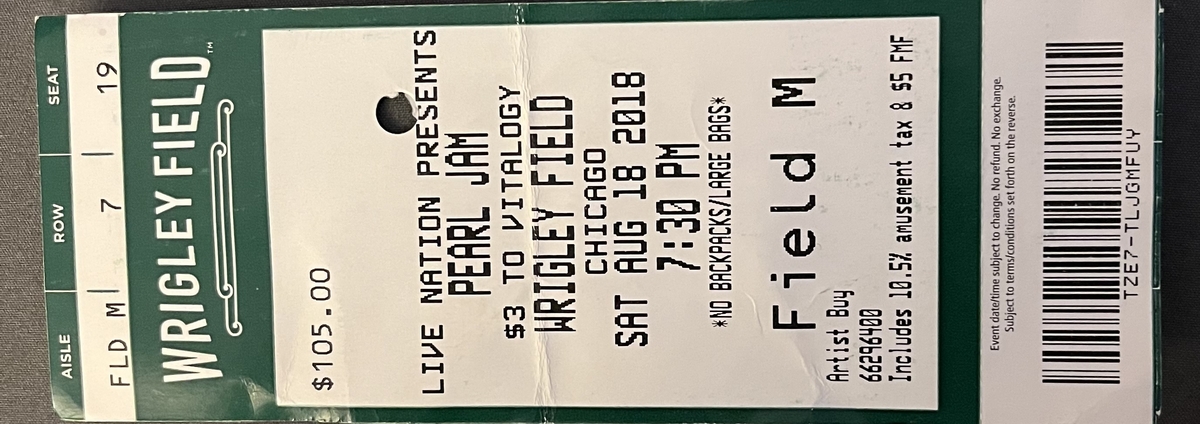 AISLE ROW SEAT
FLD M 7 19
WRIGLEY FIELD™
$105.00
LIVE NATION PRESENTS
PEARL JAM
$3 TO VITALOGY
WRIGLEY FIELD
CHICAGO
SAT AUG 18 2018
7:30 PM
*NO BACKPACKS/LARGE BAGS*
Field M
Artist Buy
66296400
Includes 10.5% amusement tax & $5 FMF
Event date/time subject to change. No refund. No exchange.
Subject to terms/conditions set forth on the reverse.
TZE7-TLJGMFUY